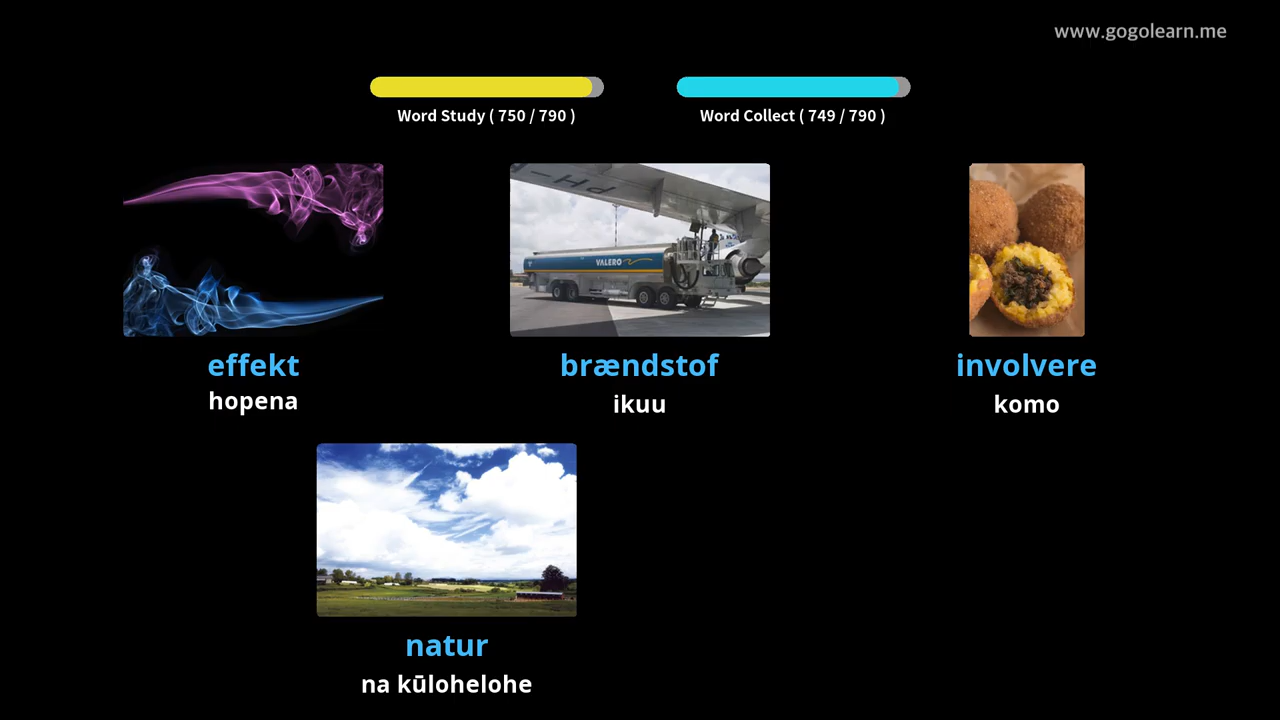 www.gogolearn.me
Word Study ( 750 / 790 )
Word Collect ( 749 / 790 )
VALERO
effekt
hopena
brændstof
ikuu
involvere
komo
natur
na kūlohelohe